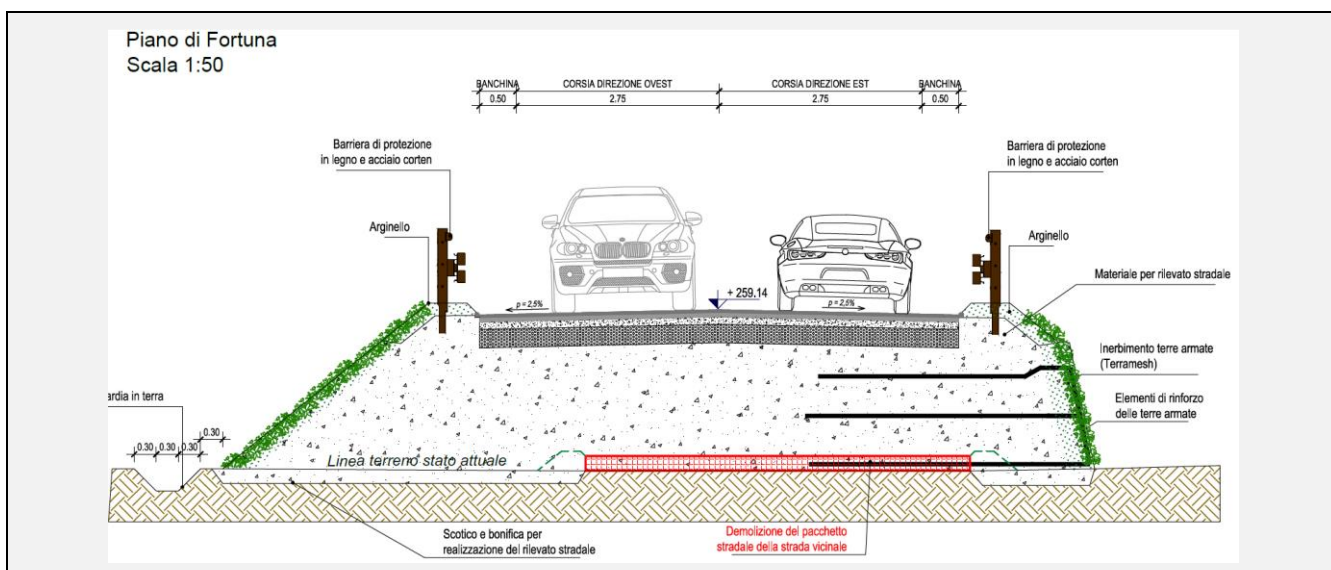 Piano di Fortuna
Scala 1:50
BANCHINA CORSIA DIREZIONE OVEST CORSIA DIREZIONE EST BANCHINA
0.50 2.75 2.75 0.50
Barriera di protezione
in legno e acciaio corten
Barriera di protezione
in legno e acciaio corten
Arginello
Arginello
Materiale per rilevato stradale
+ 259.14
p = 2,5%
p = 2,5%
Inerbimento terre armate
(Terramesh)
Elementi di rinforzo
delle terre armate
ardia in terra
0.30
0.30 0.30 0.30
Linea terreno stato attuale
Scotico e bonifica per
realizzazione del rilevato stradale
Demolizione del pacchetto
stradale della strada vicinale